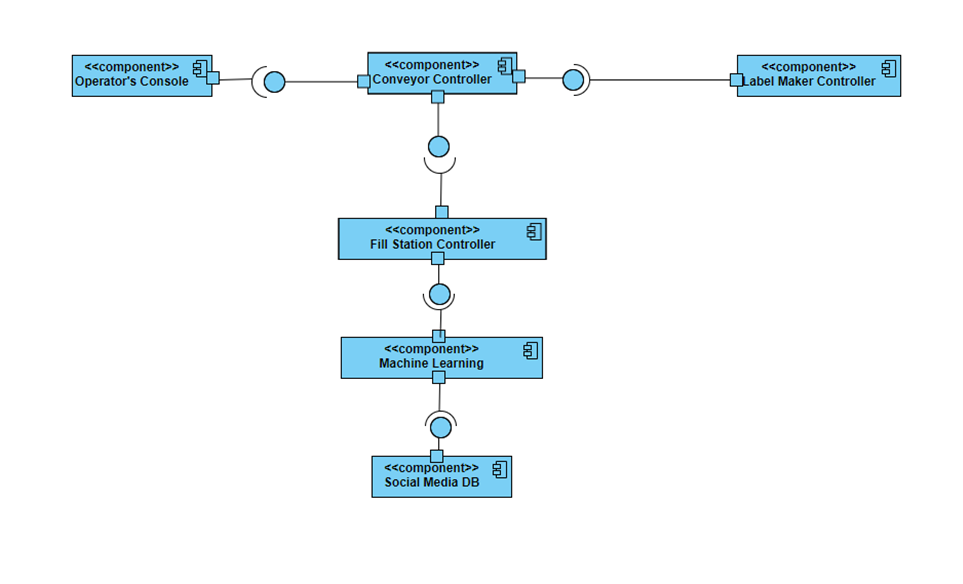 <<component>>
Operator's Console
<<component>>
Conveyor Controller
<<component>>
Label Maker Controller
<<component>>
Fill Station Controller
<<component>>
Machine Learning
<<component>>
Social Media DB